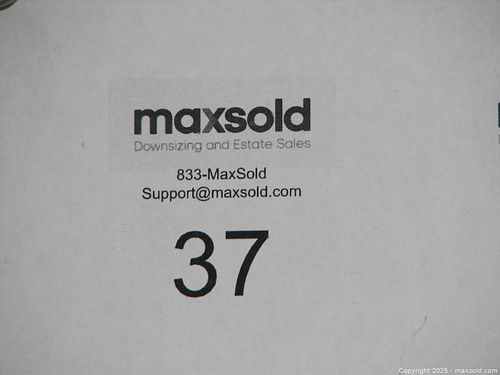 maxsold
Downsizing and Estate Sales
833-MaxSold
Support@maxsold.com
37
Copyright 2025 - maxsold.com